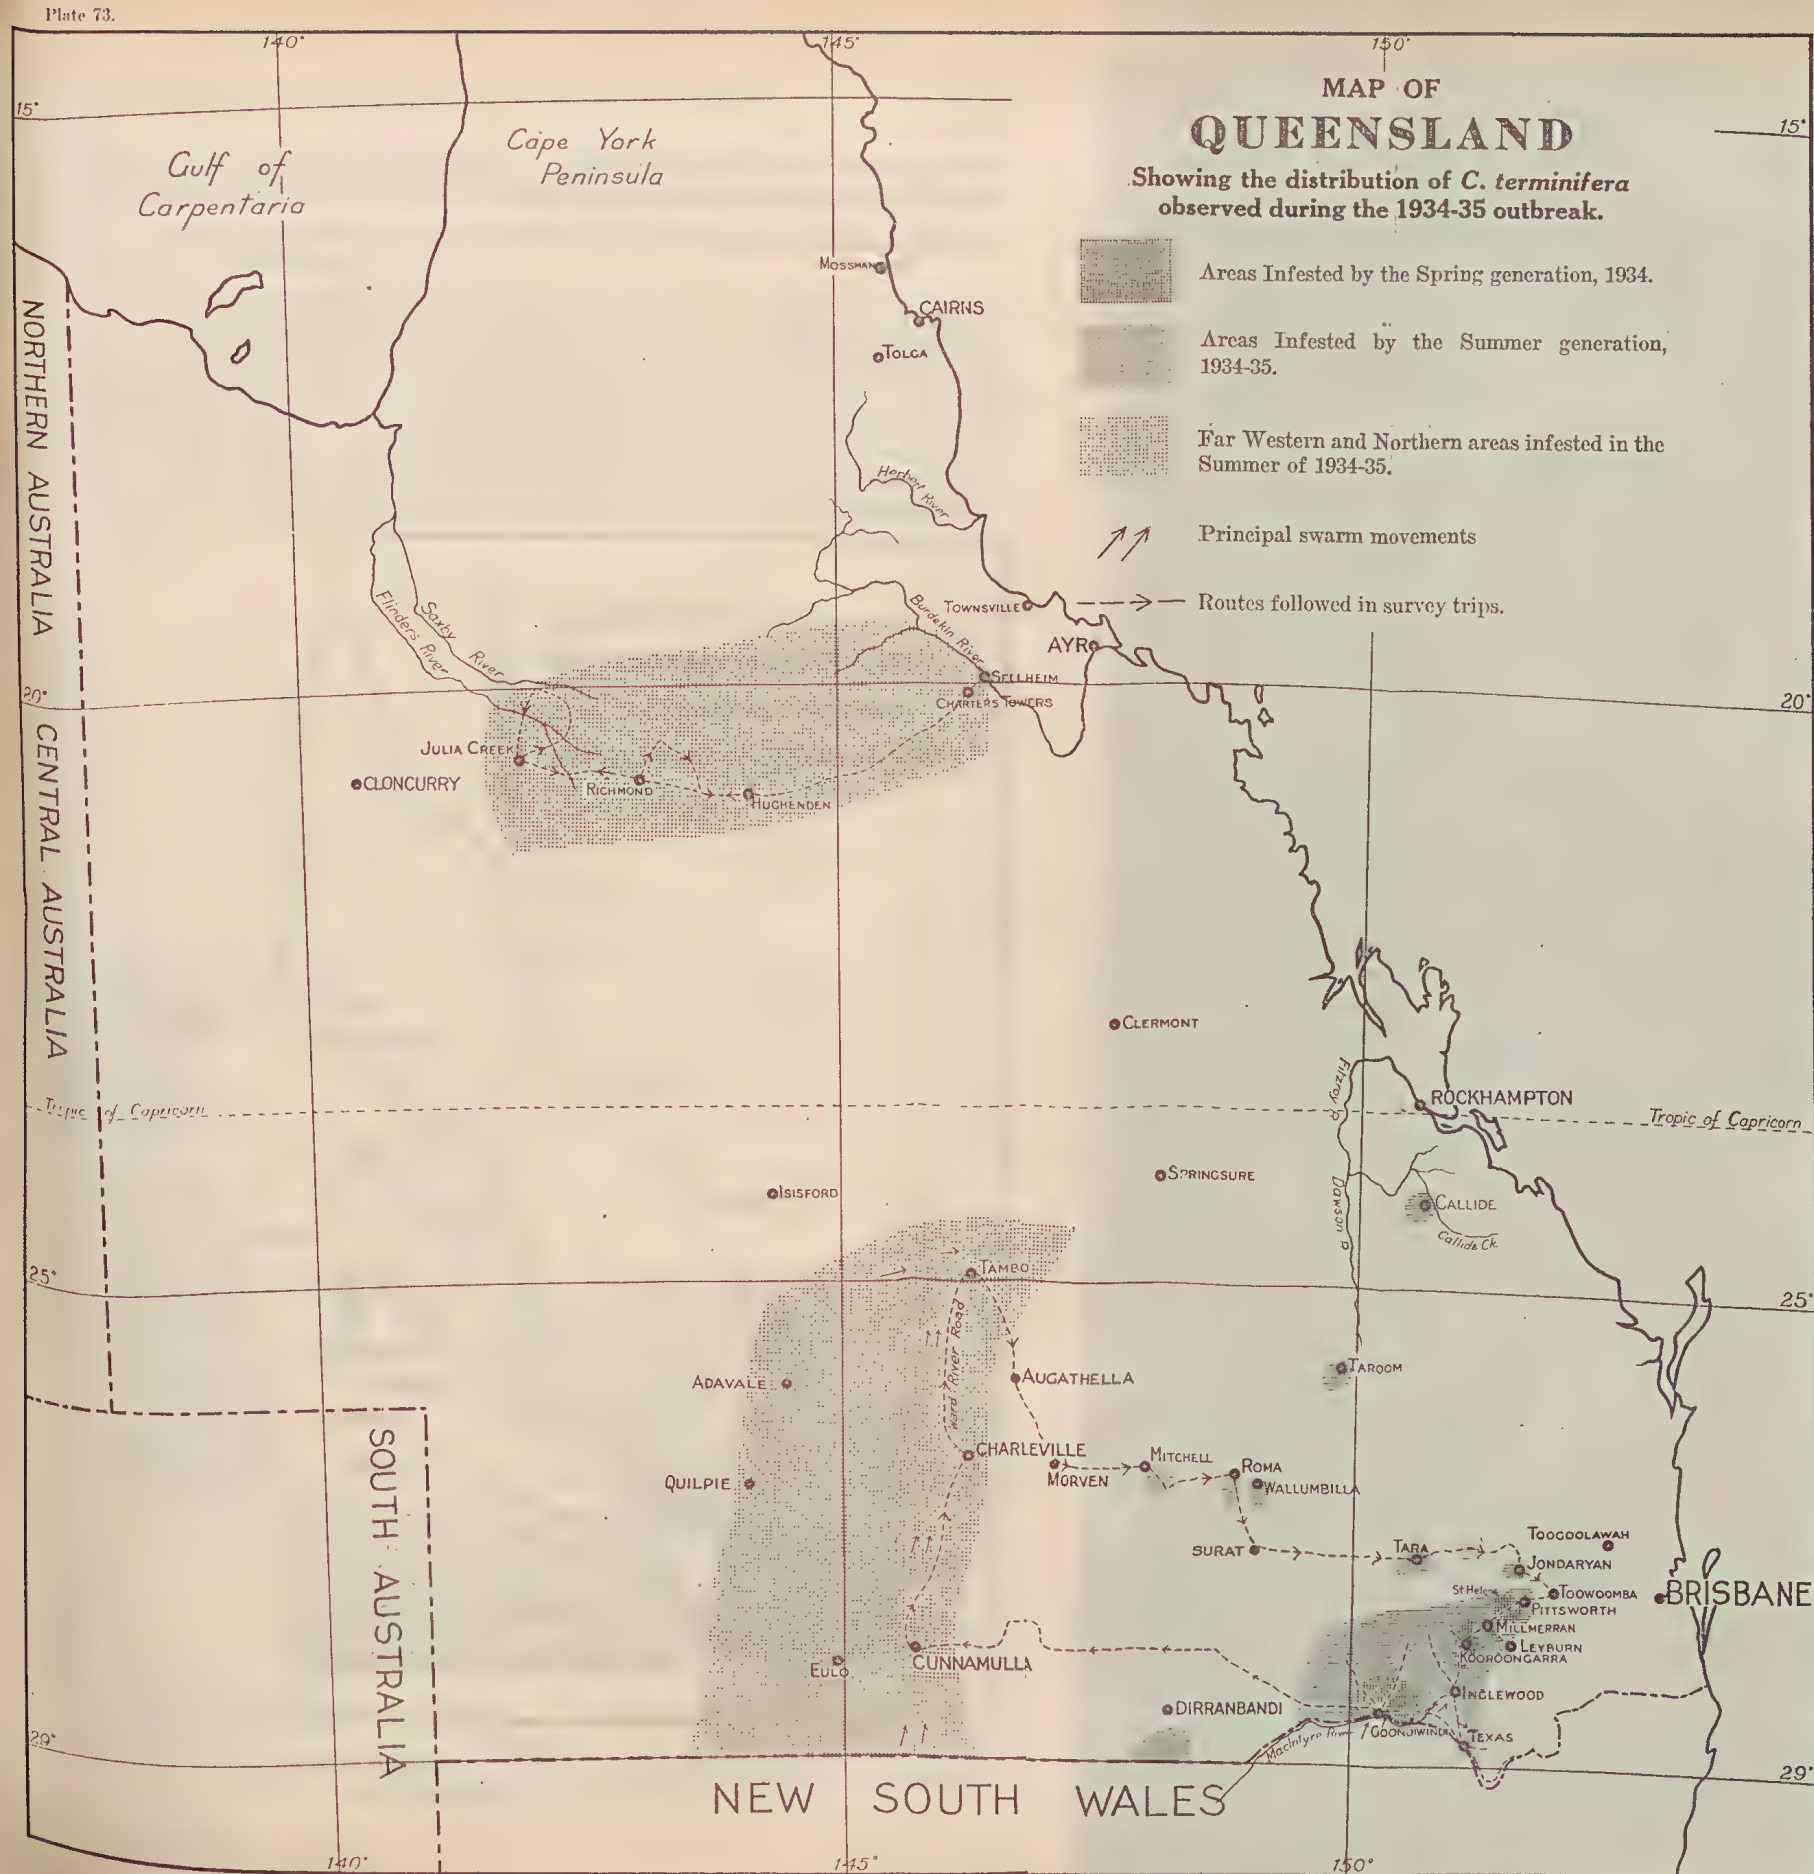 Plate 73.
140°
145°
150°
MAP OF
QUEENSLAND
Showing the distribution of C. terminifera
observed during the 1934-35 outbreak.
15°
15°
Gulf of
Carpentaria
Cape York
Peninsula
Areas Infested by the Spring generation, 1934.
Areas Infested by the Summer generation,
1934-35.
Far Western and Northern areas infested in the
Summer of 1934-35.
Principal swarm movements
Routes followed in survey trips.
MOSSMAN
CAIRNS
TOLGA
NORTHERN AUSTRALIA
Herbert River
Flinders River
Saxby River
Burdekin River
TOWNSVILLE
AYR
SELLHEIM
CHARTERS TOWERS
20°
20°
CENTRAL AUSTRALIA
JULIA CREEK
CLONCURRY
RICHMOND
HUGHENDEN
CLERMONT
Fitzroy R.
ROCKHAMPTON
Tropic of Capricorn
Tropic of Capricorn
SPRINGSURE
ISISFORD
Dawson R.
CALLIDE
Callide Ck.
25°
25°
TAMBO
Ward River Road
TAROOM
ADAVALE
AUGATHELLA
SOUTH AUSTRALIA
CHARLEVILLE
MORVEN
MITCHELL
ROMA
WALLUMBILLA
QUILPIE
SURAT
TARA
TOOGOOLAWAH
JONDARYAN
St Helens
TOOWOOMBA
BRISBANE
PITTSWORTH
MILLMERRAN
LEYBURN
KOOROONGARRA
EULO
CUNNAMULLA
INGLEWOOD
DIRRANBANDI
MacIntyre River
GOONDIWINDI
TEXAS
29°
29°
NEW SOUTH WALES
140°
145°
150°